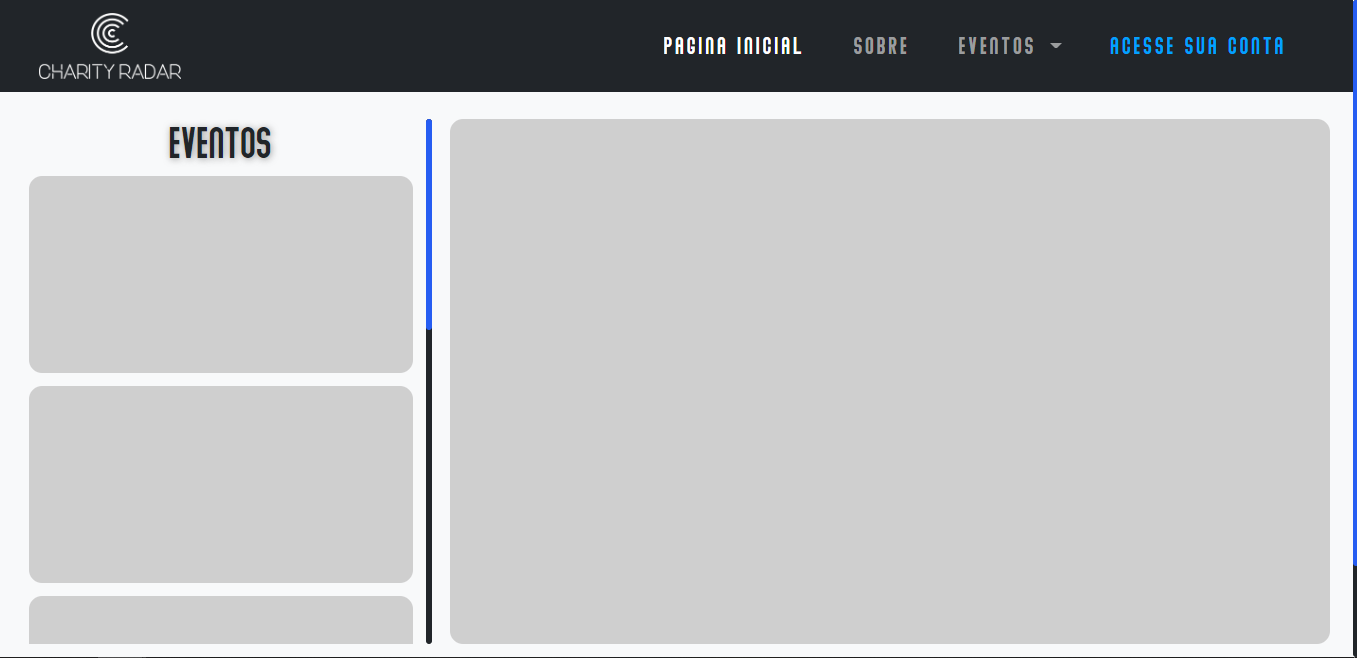 CHARITY RADAR
PAGINA INICIAL
SOBRE
EVENTOS
ACESSE SUA CONTA
EVENTOS